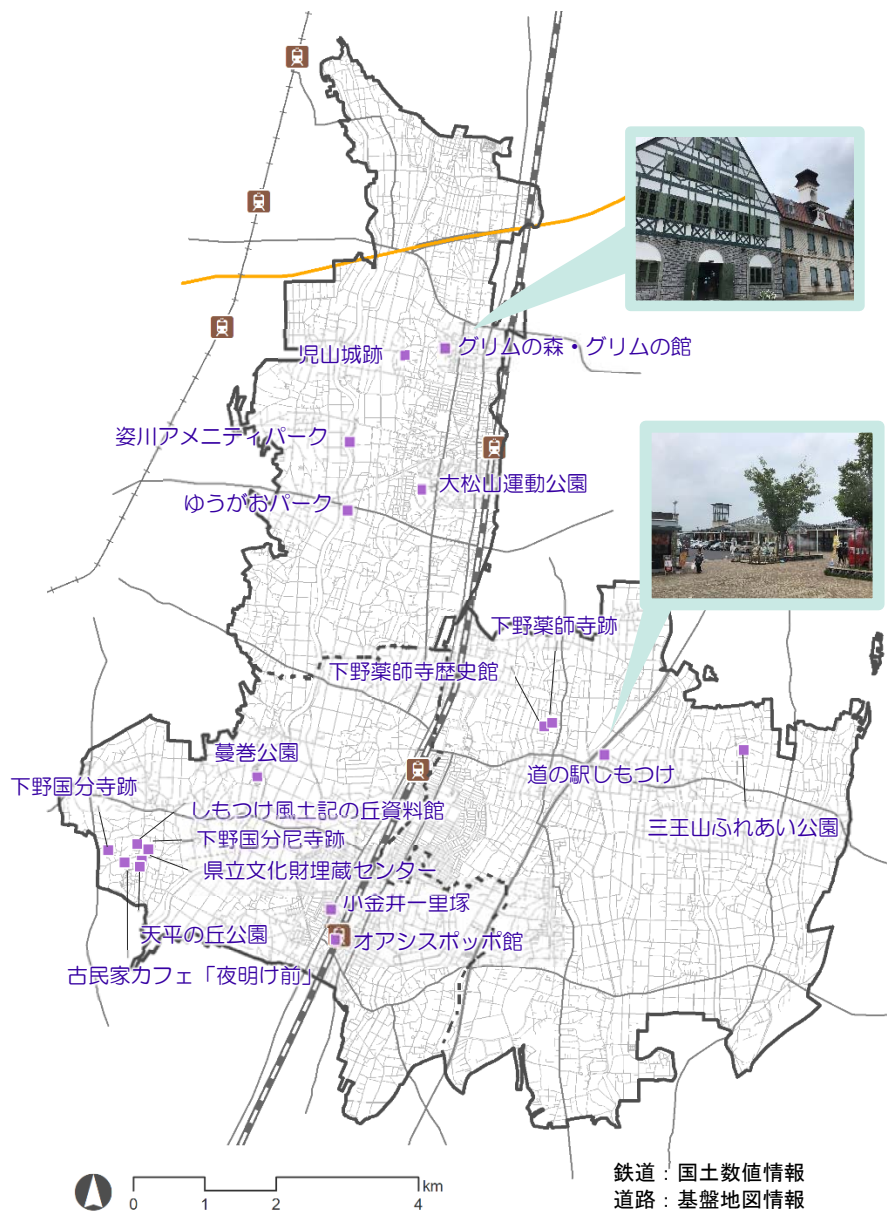 グリムの森・グリムの館
児山城跡
姿川アメニティパーク
大松山運動公園
ゆうがおパーク
下野薬師寺跡
下野薬師寺歴史館
蔓巻公園
道の駅しもつけ
下野国分寺跡
しもつけ風土記の丘資料館
三王山ふれあい公園
下野国分尼寺跡
県立文化財埋蔵センター
小金井一里塚
天平の丘公園
オアシスポッポ館
古民家カフェ「夜明け前」
鉄道：国土数値情報
道路：基盤地図情報
km
0 1 2 4